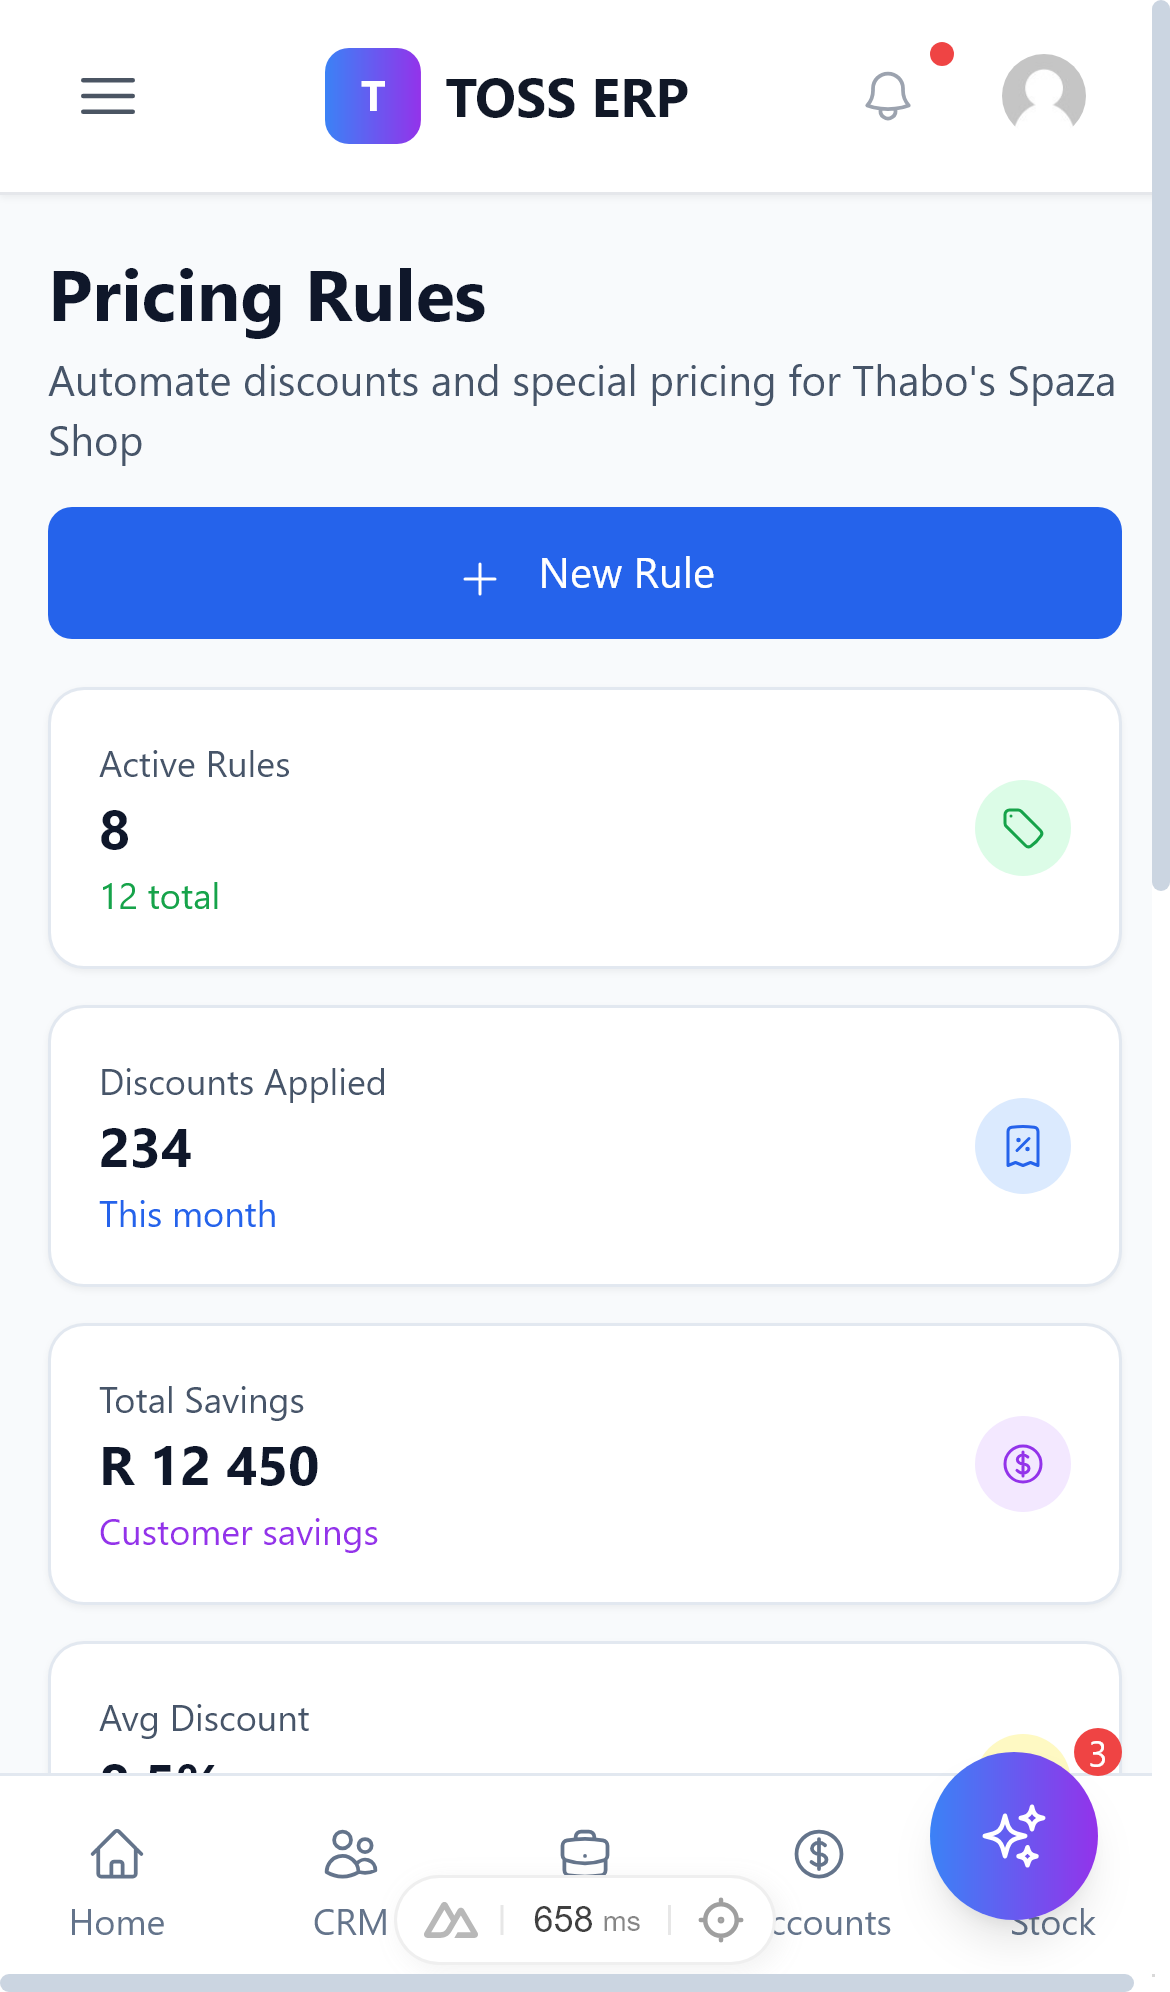 T TOSS ERP
Pricing Rules
Automate discounts and special pricing for Thabo's Spaza
Shop
New Rule
Active Rules
8
12 total
Discounts Applied
234
This month
Total Savings
R 12 450
Customer savings
Avg Discount
3
Home
CRM
658 ms
ccounts
Stock